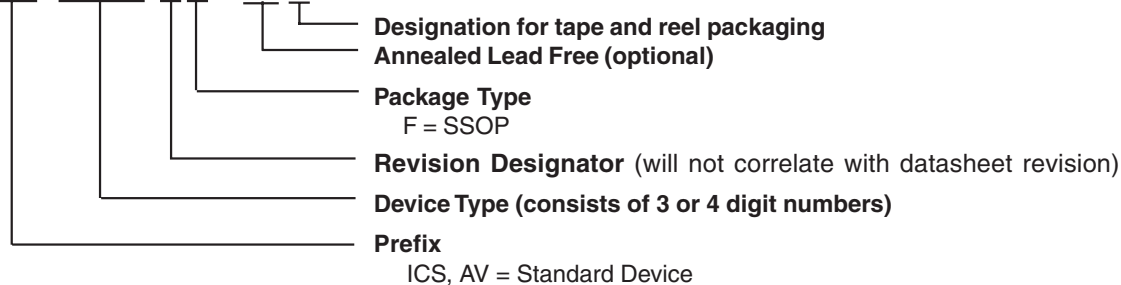 Designation for tape and reel packaging
Annealed Lead Free (optional)
Package Type
F = SSOP
Revision Designator (will not correlate with datasheet revision)
Device Type (consists of 3 or 4 digit numbers)
Prefix
ICS, AV = Standard Device